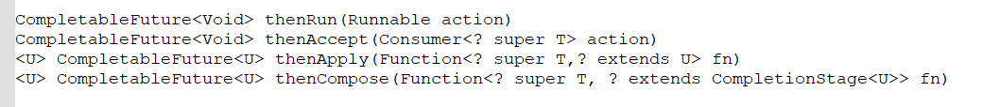 CompletableFuture<Void> thenRun(Runnable action)
CompletableFuture<Void> thenAccept(Consumer<? super T> action)
<U> CompletableFuture<U> thenApply(Function<? super T,? extends U> fn)
<U> CompletableFuture<U> thenCompose(Function<? super T, ? extends CompletionStage<U>> fn)